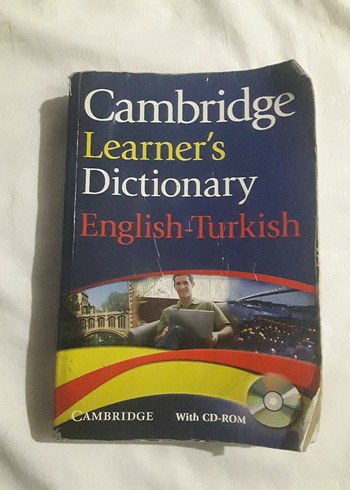 Cambridge
Learner's
Dictionary
English-Turkish
CAMBRIDGE With CD-ROM